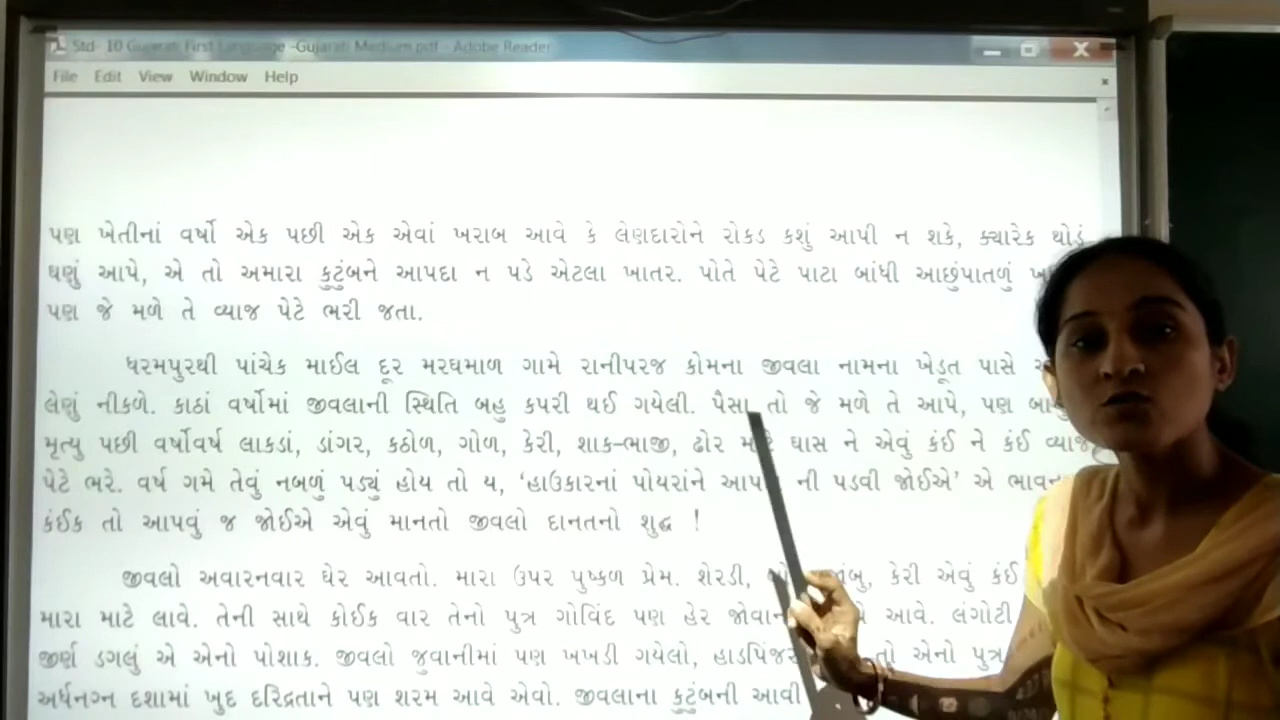 Std- 10 Gujarati First Language -Gujarati Medium.pdf - Adobe Reader
File Edit View Window Help
પણ ખેતીનાં વર્ષો એક પછી એક એવાં ખરાબ આવે કે લેણદારોને રોકડ કશું આપી ન શકે, ક્યારેક થોડું
ઘણું આપે, એ તો અમારા કુટુંબને આપદા ન પડે એટલા ખાતર. પોતે પેટે પાટા બાંધી આછુંપાતળું
પણ જે મળે તે વ્યાજ પેટે ભરી જતા.
ધરમપુરથી પાંચેક માઈલ દૂર મરઘમાળ ગામે રાનીપરજ કોમના જીવલા નામના ખેડૂત પાસે
લેણું નીકળે. કાઠાં વર્ષોમાં જીવલાની સ્થિતિ બહુ કપરી થઈ ગયેલી. પૈસા તો જે મળે તે આપે, પણ
મૃત્યુ પછી વર્ષોવર્ષ લાકડાં, ડાંગર, કઠોળ, ગોળ, કેરી, શાક-ભાજી, ઢોર માટે ઘાસ ને એવું કંઈ ને કંઈ વ્યાજ
પેટે ભરે. વર્ષ ગમે તેવું નબળું પડ્યું હોય તો ય, ‘હાઉકારનાં પોયરાંને ની પડવી જોઈએ’ એ
કંઈક તો આપવું જ જોઈએ એવું માનતો જીવલો દાનતનો શુદ્ધ !
જીવલો અવારનવાર ઘેર આવતો. મારા ઉપર પુષ્કળ પ્રેમ. શેરડી, કેરી એવું કંઈ
મારા માટે લાવે. તેની સાથે કોઈક વાર તેનો પુત્ર ગોવિંદ પણ હેર આવે. લંગોટી
જીર્ણ ડગલું એ એનો પોશાક. જીવલો જુવાનીમાં પણ ખખડી ગયેલો, તો એનો પુત્ર
અર્ધનગ્ન દશામાં ખુદ દરિદ્રતાને પણ શરમ આવે એવો. જીવલાના કુટુંબની આવી